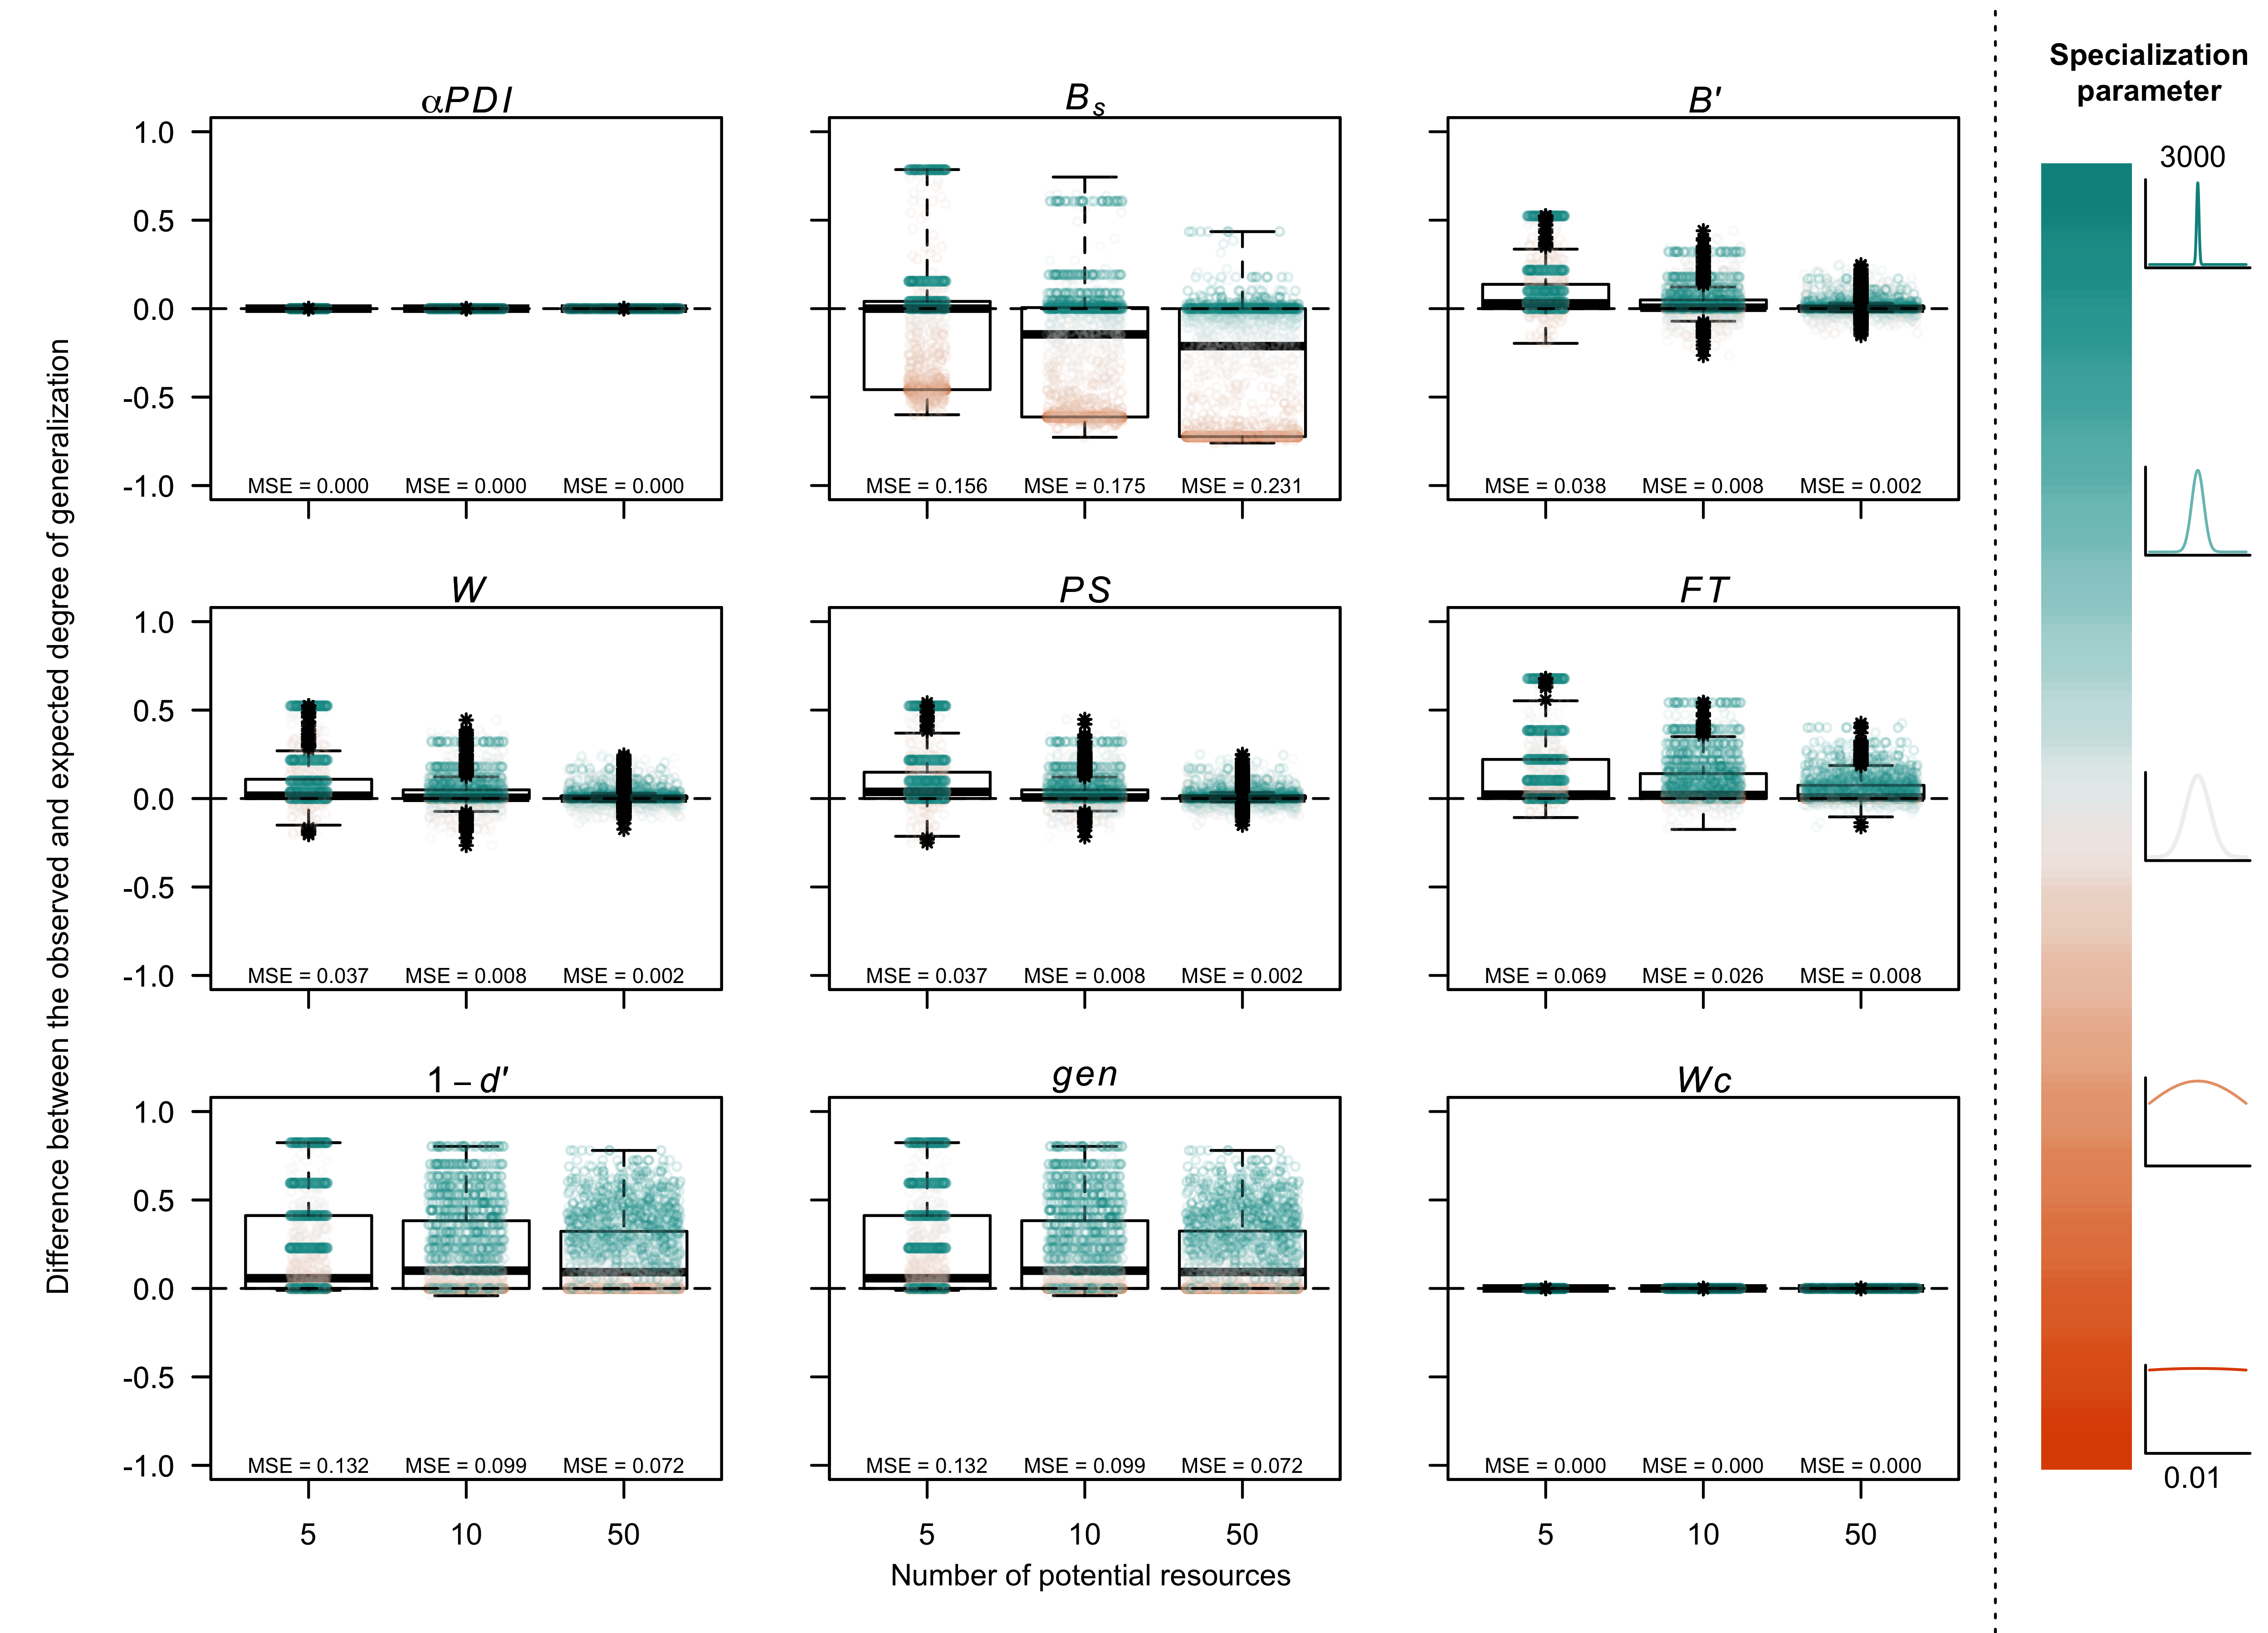 Specialization
parameter
3000
0.01
Difference between the observed and expected degree of generalization
αPDI
1.0
0.5
0.0
-0.5
-1.0
MSE = 0.000 MSE = 0.000 MSE = 0.000
Bs
MSE = 0.156 MSE = 0.175 MSE = 0.231
B'
MSE = 0.038 MSE = 0.008 MSE = 0.002
W
1.0
0.5
0.0
-0.5
-1.0
MSE = 0.037 MSE = 0.008 MSE = 0.002
PS
MSE = 0.037 MSE = 0.008 MSE = 0.002
FT
MSE = 0.069 MSE = 0.026 MSE = 0.008
1 – d'
1.0
0.5
0.0
-0.5
-1.0
MSE = 0.132 MSE = 0.099 MSE = 0.072
5 10 50
gen
MSE = 0.132 MSE = 0.099 MSE = 0.072
5 10 50
Wc
MSE = 0.000 MSE = 0.000 MSE = 0.000
5 10 50
Number of potential resources